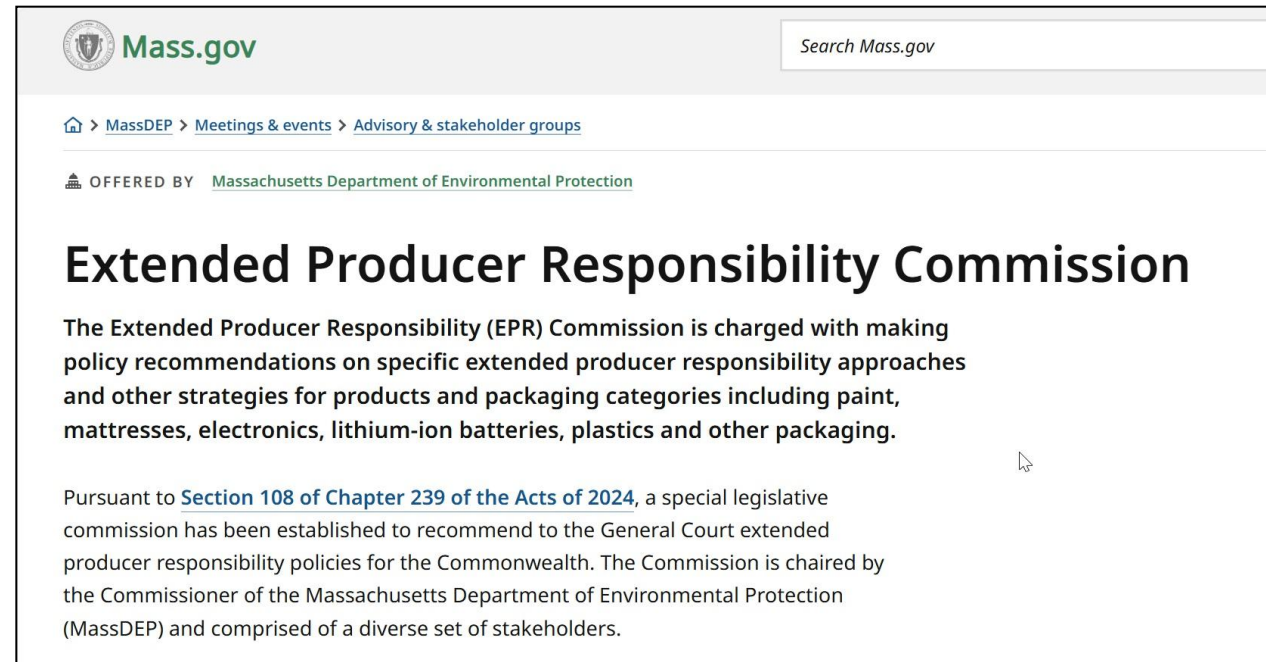 Mass.gov
Search Mass.gov
> MassDEP > Meetings & events > Advisory & stakeholder groups
OFFERED BY Massachusetts Department of Environmental Protection
Extended Producer Responsibility Commission
The Extended Producer Responsibility (EPR) Commission is charged with making
policy recommendations on specific extended producer responsibility approaches
and other strategies for products and packaging categories including paint,
mattresses, electronics, lithium-ion batteries, plastics and other packaging.
Pursuant to Section 108 of Chapter 239 of the Acts of 2024, a special legislative
commission has been established to recommend to the General Court extended
producer responsibility policies for the Commonwealth. The Commission is chaired by
the Commissioner of the Massachusetts Department of Environmental Protection
(MassDEP) and comprised of a diverse set of stakeholders.